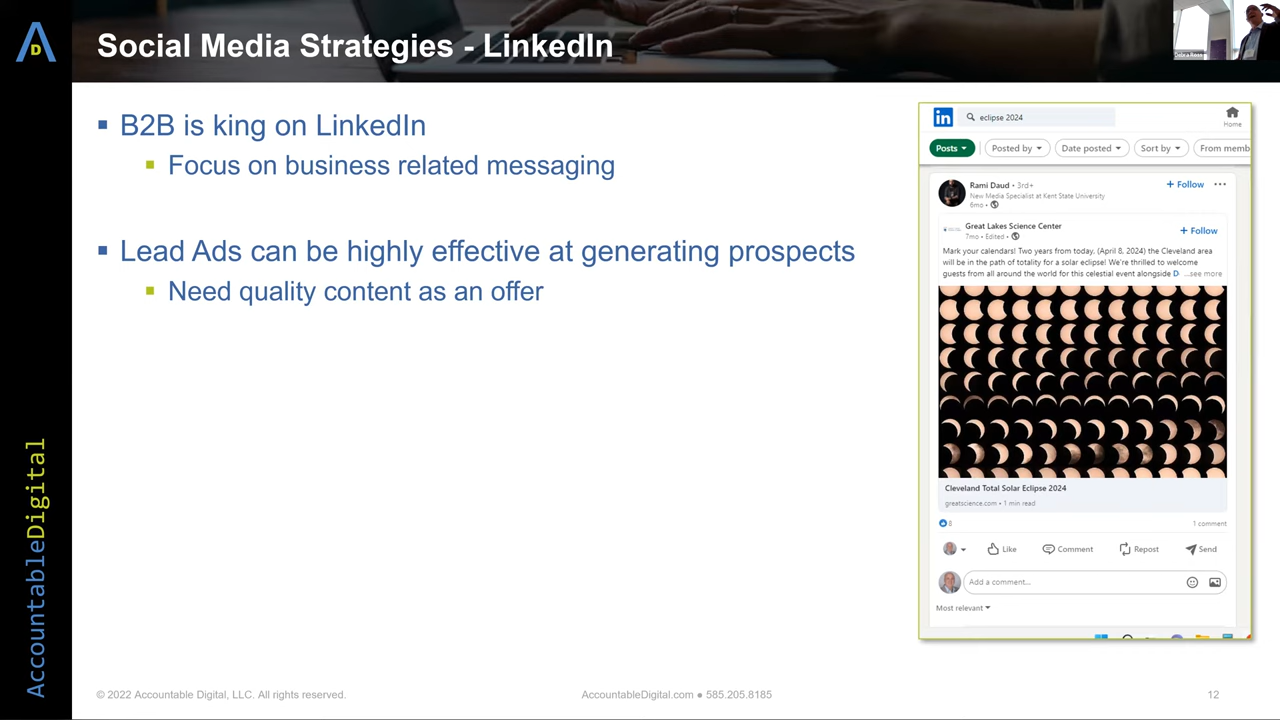 D
Social Media Strategies - LinkedIn
Debra Ross
B2B is king on LinkedIn
Focus on business related messaging
Lead Ads can be highly effective at generating prospects
Need quality content as an offer
in
eclipse 2024
Home
Posts
Posted by
Date posted
Sort by
From memb
Rami Daud • 3rd+
New Media Specialist at Kent State University
6mo •
+ Follow
Great Lakes Science Center
7mo • Edited •
+ Follow
Mark your calendars! Two years from today, (April 8, 2024) the Cleveland area
will be in the path of totality for a solar eclipse! We're thrilled to welcome
guests from all around the world for this celestial event alongside D ...see more
Cleveland Total Solar Eclipse 2024
greatscience.com • 1 min read
8
1 comment
Like
Comment
Repost
Send
Add a comment...
Most relevant
AccountableDigital
© 2022 Accountable Digital, LLC. All rights reserved.
AccountableDigital.com ● 585.205.8185
12